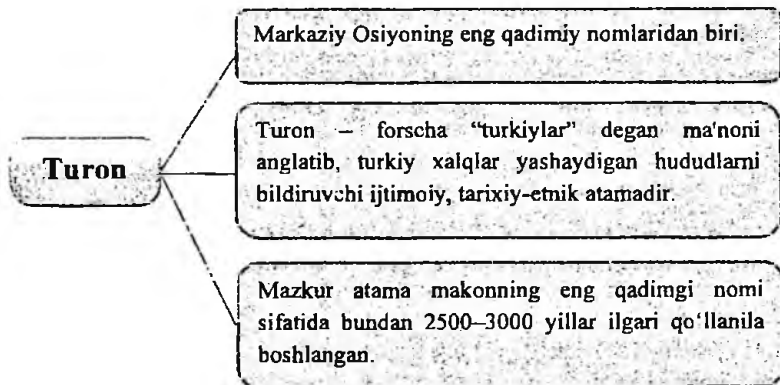 Markaziy Osiyoning eng qadimiy nomlaridan biri.
Turon
Turon – forscha “turkiylar” degan ma'noni
anglatib, turkiy xalqlar yashaydigan hududlarni
bildiruvchi ijtimoiy, tarixiy-etnik atamadir.
Mazkur atama makonning eng qadimgi nomi
sifatida bundan 2500–3000 yillar ilgari qo‘llanila
boshlangan.